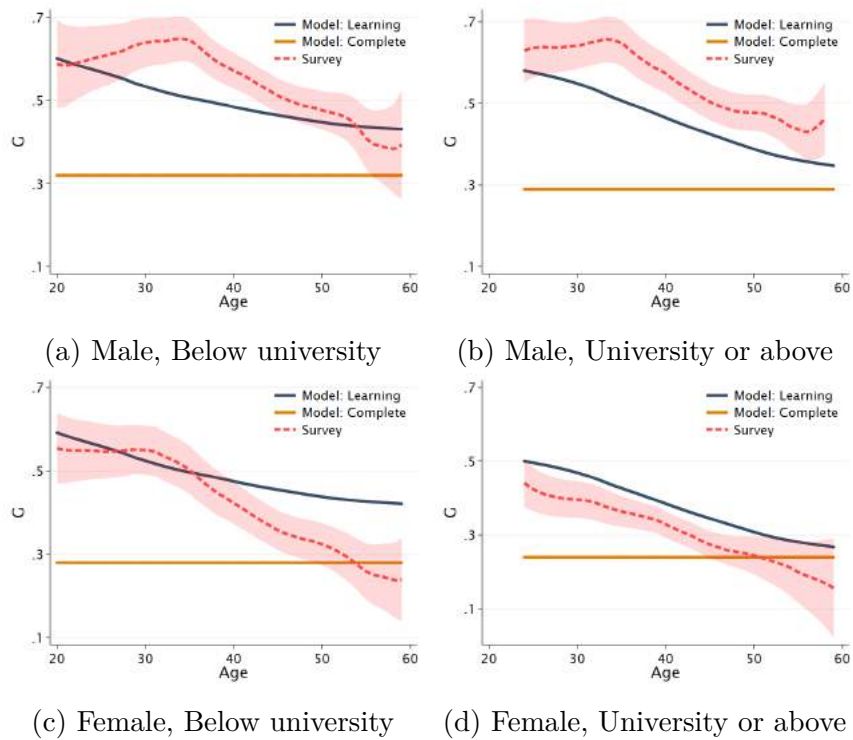 .7
.5
.3
.1
G
Model: Learning
Model: Complete
Survey
20
30
40
50
60
Age
(a) Male, Below university
.7
.5
.3
.1
G
Model: Learning
Model: Complete
Survey
20
30
40
50
60
Age
(b) Male, University or above
.7
.5
.3
.1
G
Model: Learning
Model: Complete
Survey
20
30
40
50
60
Age
(c) Female, Below university
.7
.5
.3
.1
G
Model: Learning
Model: Complete
Survey
20
30
40
50
60
Age
(d) Female, University or above